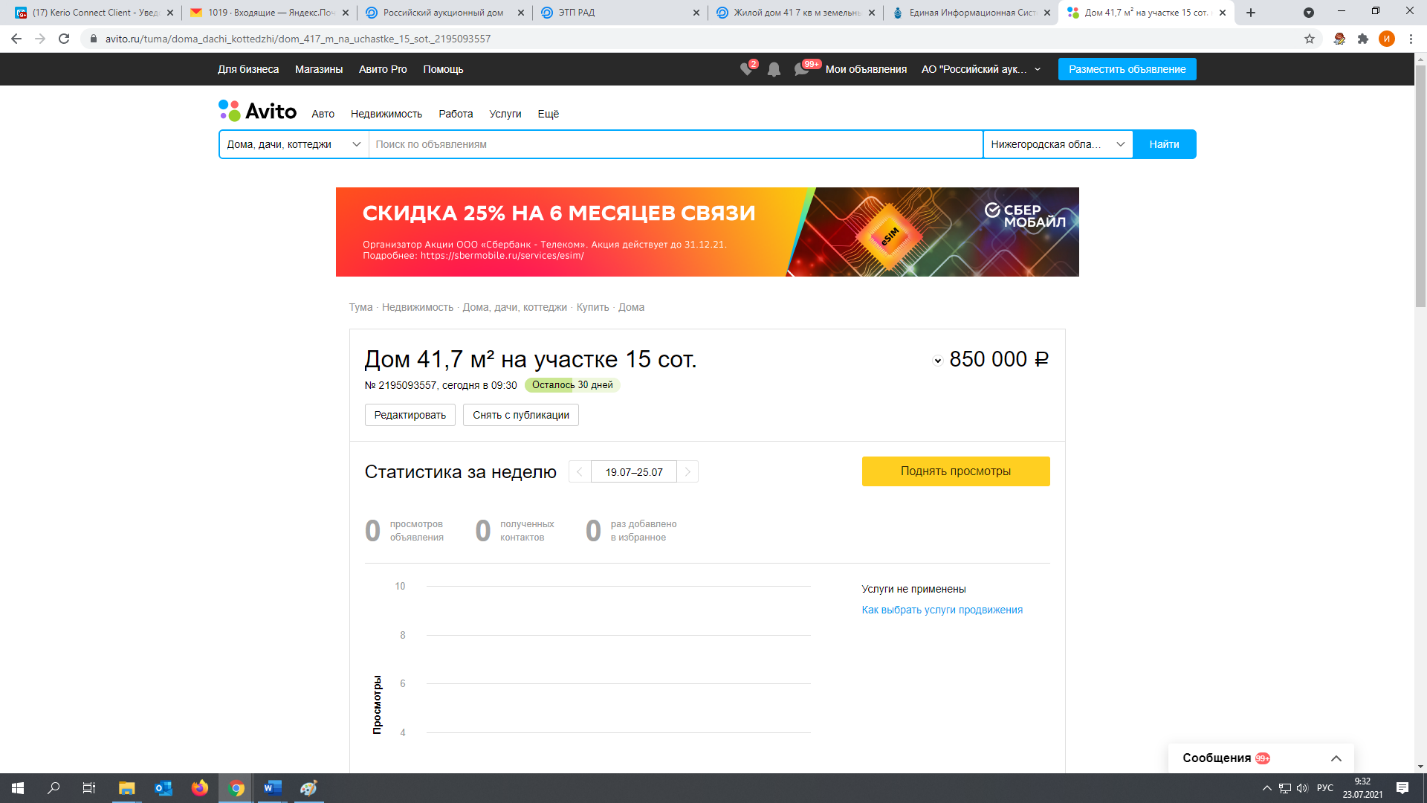 (17) Kerio Connect Client - Увед
1019 · Входящие — Яндекс.Поч
Российский аукционный дом
ЭТП РАД
Жилой дом 41 7 кв м земельны
Единая Информационная Сист
Дом 41,7 м² на участке 15 сот.
avito.ru/tuma/doma_dachi_kottedzhi/dom_417_m_na_uchastke_15_sot._2195093557
И
Для бизнеса
Магазины
Авито Pro
Помощь
2
99+
Мои объявления
АО "Российский аук...
Разместить объявление
Avito
Авто
Недвижимость
Работа
Услуги
Ещё
Дома, дачи, коттеджи
Поиск по объявлениям
Нижегородская обла...
Найти
СКИДКА 25% НА 6 МЕСЯЦЕВ СВЯЗИ
Организатор Акции ООО «Сбербанк - Телеком». Акция действует до 31.12.21.
Подробнее: https://sbermobile.ru/services/esim/
eSIM
СБЕР
МОБАЙЛ
Тума · Недвижимость · Дома, дачи, коттеджи · Купить · Дома
Дом 41,7 м² на участке 15 сот.
850 000 ₽
№ 2195093557, сегодня в 09:30
Осталось 30 дней
Редактировать
Снять с публикации
Статистика за неделю
19.07–25.07
Поднять просмотры
0 просмотров
объявления
0 полученных
контактов
0 раз добавлено
в избранное
10
8
6
4
Просмотры
Услуги не применены
Как выбрать услуги продвижения
Сообщения 99+
РУС
9:32
23.07.2021